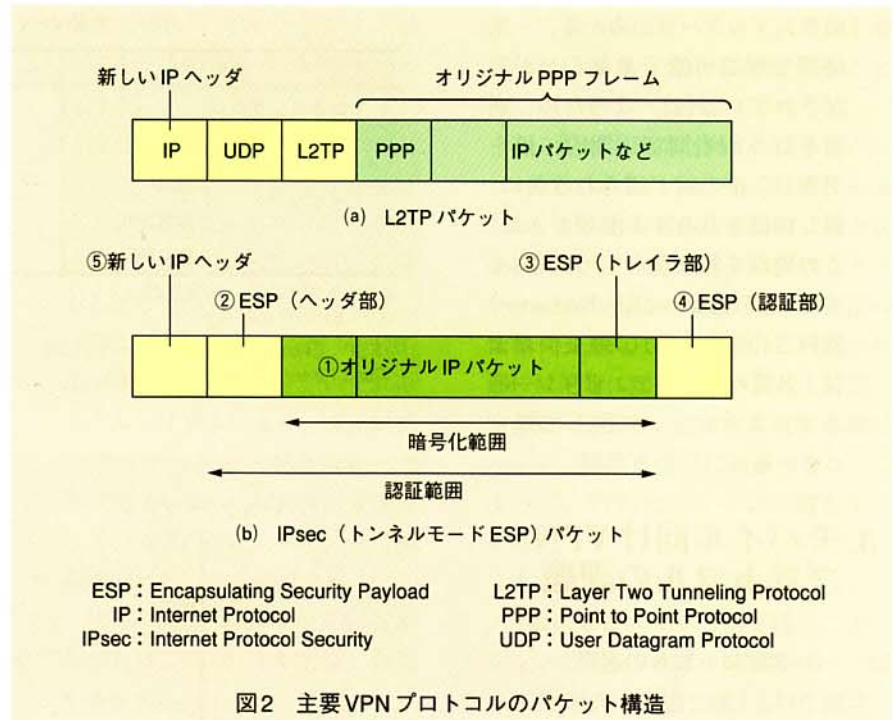 新しいIPヘッダ
オリジナルPPPフレーム
IP
UDP
L2TP
PPP
IPパケットなど
(a) L2TPパケット
⑤新しいIPヘッダ
③ESP（トレイラ部）
②ESP（ヘッダ部）
④ESP（認証部）
①オリジナルIPパケット
暗号化範囲
認証範囲
(b) IPsec（トンネルモードESP）パケット
ESP：Encapsulating Security Payload
IP：Internet Protocol
IPsec：Internet Protocol Security
L2TP：Layer Two Tunneling Protocol
PPP：Point to Point Protocol
UDP：User Datagram Protocol
図2 主要VPNプロトコルのパケット構造